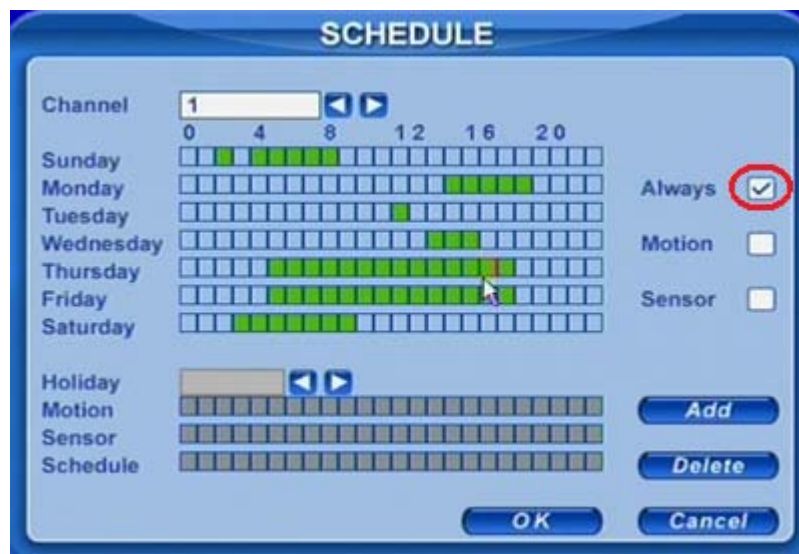 SCHEDULE
Channel 1
0 4 8 12 16 20
Sunday
Monday
Always
Tuesday
Wednesday
Motion
Thursday
Friday
Sensor
Saturday
Holiday
Motion
Add
Sensor
Schedule
Delete
OK
Cancel